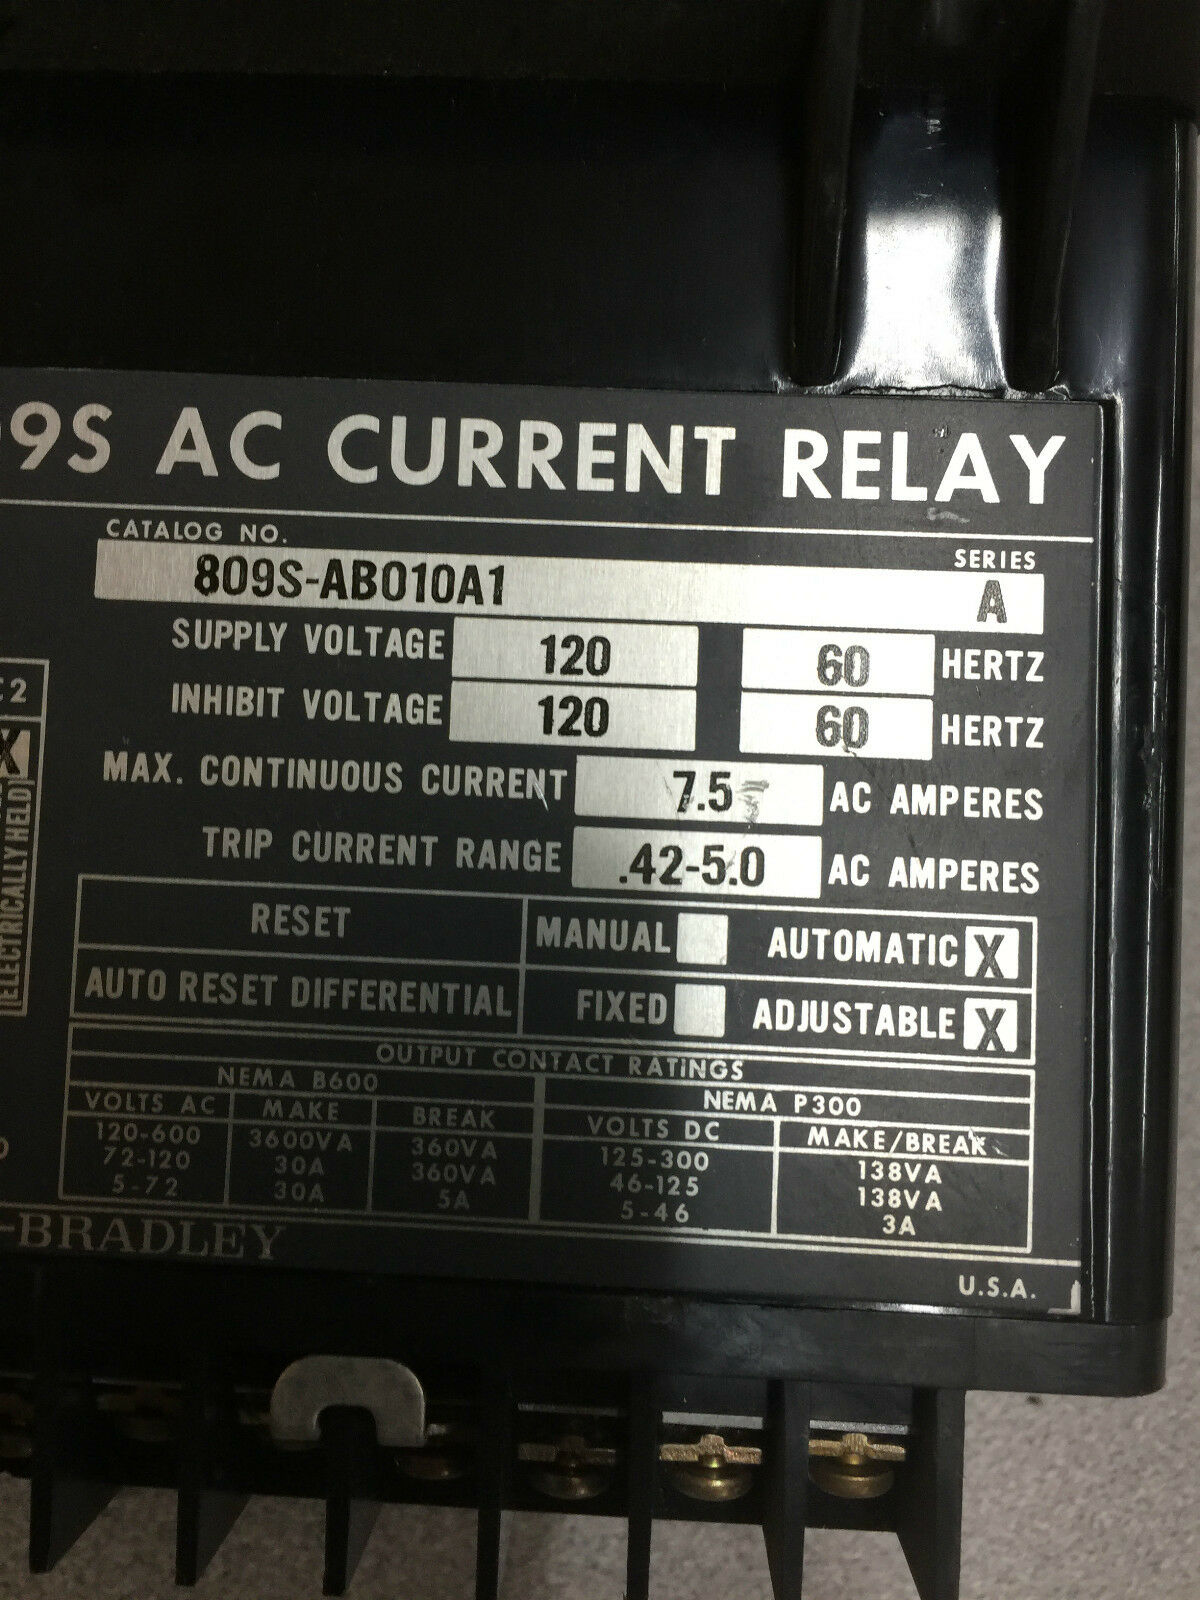 09S AC CURRENT RELAY
CATALOG NO.
SERIES
809S-AB010A1
A
SUPPLY VOLTAGE 120 60 HERTZ
INHIBIT VOLTAGE 120 60 HERTZ
MAX. CONTINUOUS CURRENT 7.5 AC AMPERES
TRIP CURRENT RANGE .42-5.0 AC AMPERES
2
X
[ELECTRICALLY HELD]
RESET MANUAL AUTOMATIC X
AUTO RESET DIFFERENTIAL FIXED ADJUSTABLE X
OUTPUT CONTACT RATINGS
NEMA B600 NEMA P300
VOLTS AC MAKE BREAK VOLTS DC MAKE/BREAK
120-600 3600VA 360VA 125-300 138VA
72-120 30A 360VA 46-125 138VA
5-72 30A 5A 5-46 3A
-BRADLEY
U.S.A.